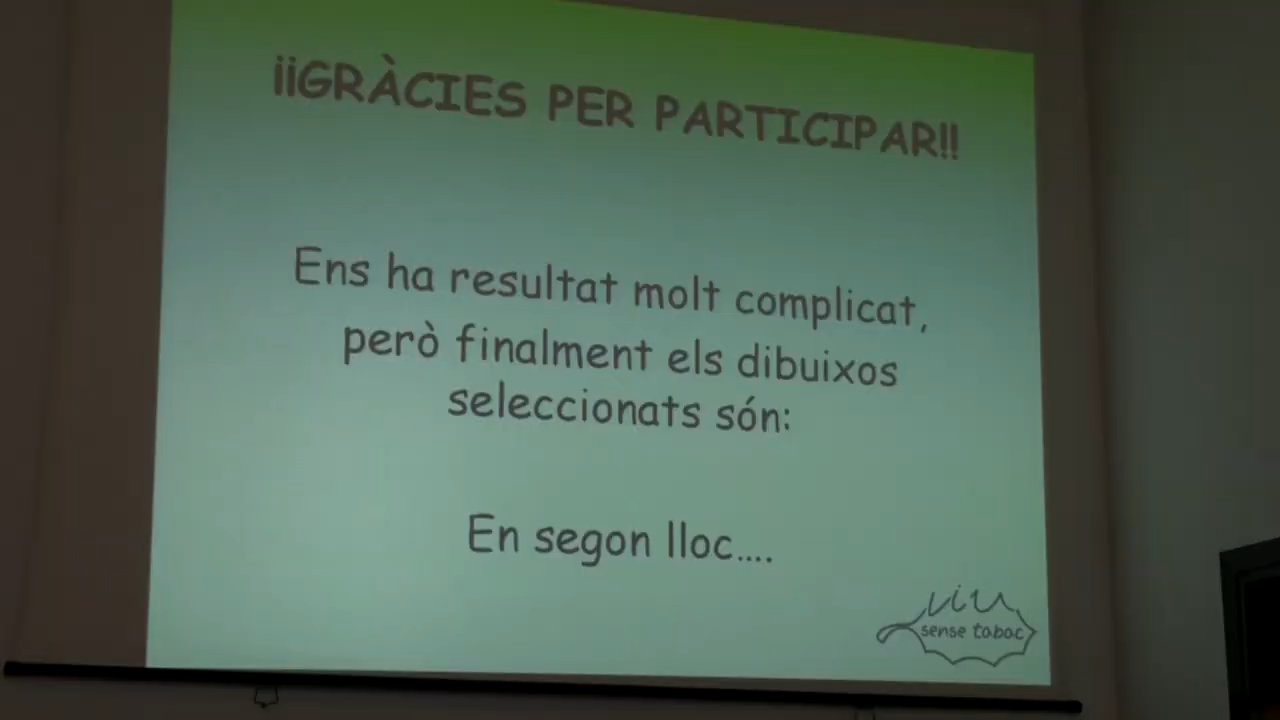 ¡¡GRÀCIES PER PARTICIPAR!!
Ens ha resultat molt complicat,
però finalment els dibuixos
seleccionats són:
En segon lloc....
viu
sense tabac